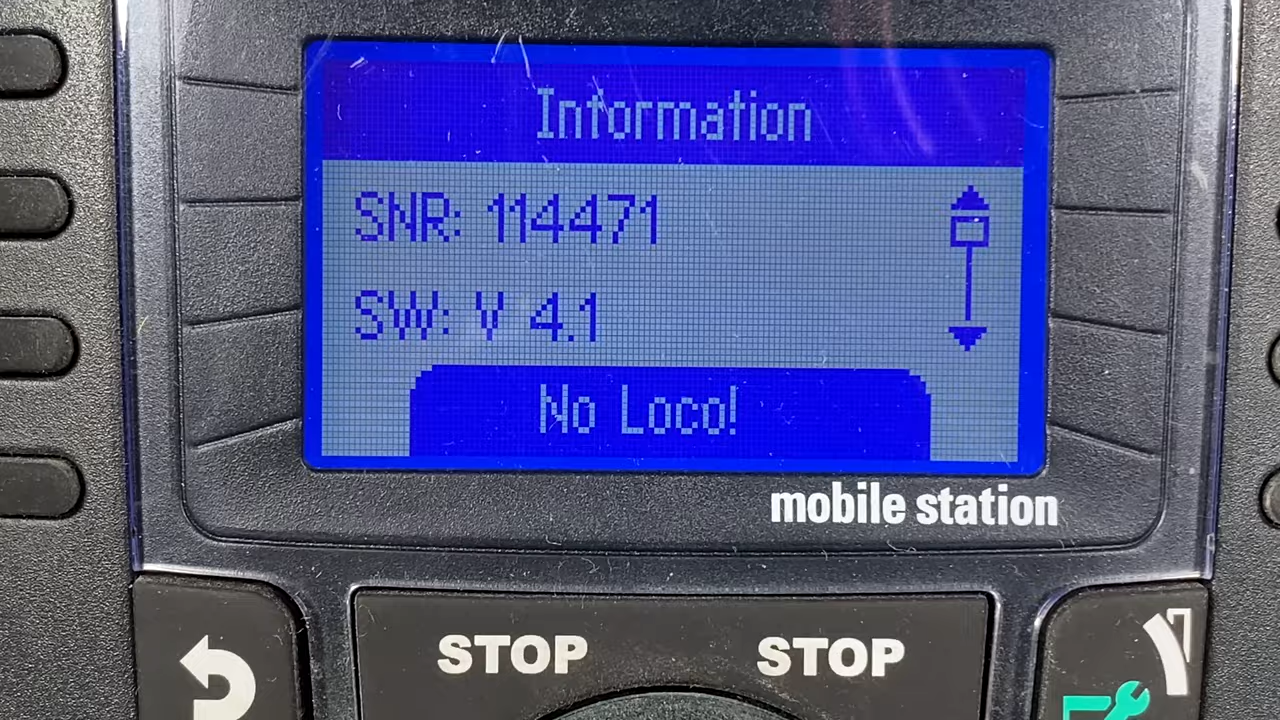 Information
SNR: 114471
SW: V 4.1
No Loco!
mobile station
STOP STOP